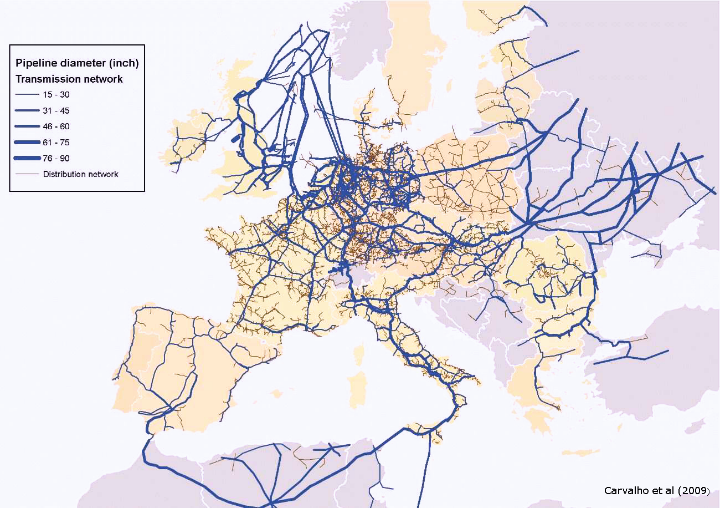 Pipeline diameter (inch)
Transmission network
15 - 30
31 - 45
46 - 60
61 - 75
76 - 90
Distribution network
Carvalho et al (2009)